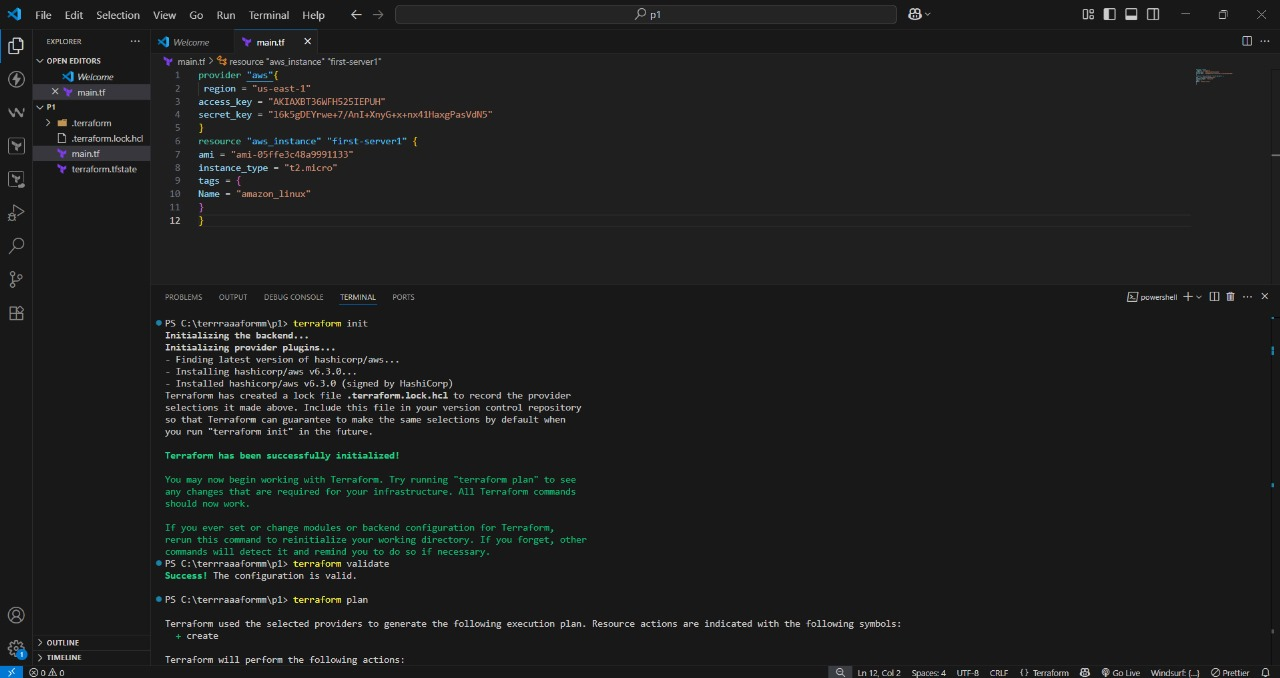 File Edit Selection View Go Run Terminal Help
p1
EXPLORER
OPEN EDITORS
Welcome
main.tf
P1
.terraform
.terraform.lock.hcl
main.tf
terraform.tfstate
OUTLINE
TIMELINE
Welcome
main.tf
main.tf > resource "aws_instance" "first-server1"
1 provider "aws"{
2 region = "us-east-1"
3 access_key =
4 secret_key =
5 }
6 resource "aws_instance" "first-server1" {
7 ami = "ami-05ffe3c48a9991133"
8 instance_type = "t2.micro"
9 tags = {
10 Name = "amazon_linux"
11 }
12 }
PROBLEMS OUTPUT DEBUG CONSOLE TERMINAL PORTS
powershell
PS C:\terrraaaformm\p1> terraform init
Initializing the backend...
Initializing provider plugins...
- Finding latest version of hashicorp/aws...
- Installing hashicorp/aws v6.3.0...
- Installed hashicorp/aws v6.3.0 (signed by HashiCorp)
Terraform has created a lock file .terraform.lock.hcl to record the provider
selections it made above. Include this file in your version control repository
so that Terraform can guarantee to make the same selections by default when
you run "terraform init" in the future.
Terraform has been successfully initialized!
You may now begin working with Terraform. Try running "terraform plan" to see
any changes that are required for your infrastructure. All Terraform commands
should now work.
If you ever set or change modules or backend configuration for Terraform,
rerun this command to reinitialize your working directory. If you forget, other
commands will detect it and remind you to do so if necessary.
PS C:\terrraaaformm\p1> terraform validate
Success! The configuration is valid.
PS C:\terrraaaformm\p1> terraform plan
Terraform used the selected providers to generate the following execution plan. Resource actions are indicated with the following symbols:
+ create
Terraform will perform the following actions:
1
0 0 Ln 12, Col 2 Spaces: 4 UTF-8 CRLF {} Terraform Go Live Windsurf: {...} Prettier